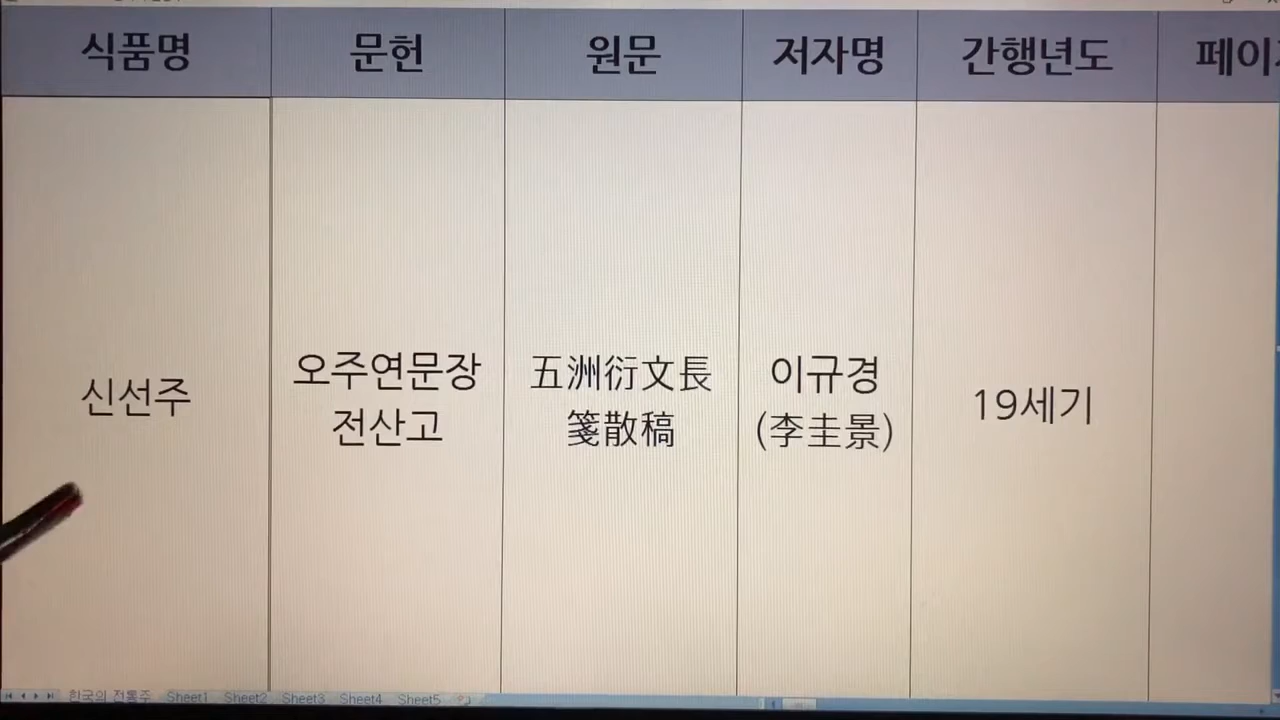 식품명 문헌 원문 저자명 간행년도
신선주 오주연문장 五洲衍文長 이규경 19세기
전산고 箋散稿 (李圭景)
한국의 전통주 Sheet1 Sheet2 Sheet3 Sheet4 Sheet5